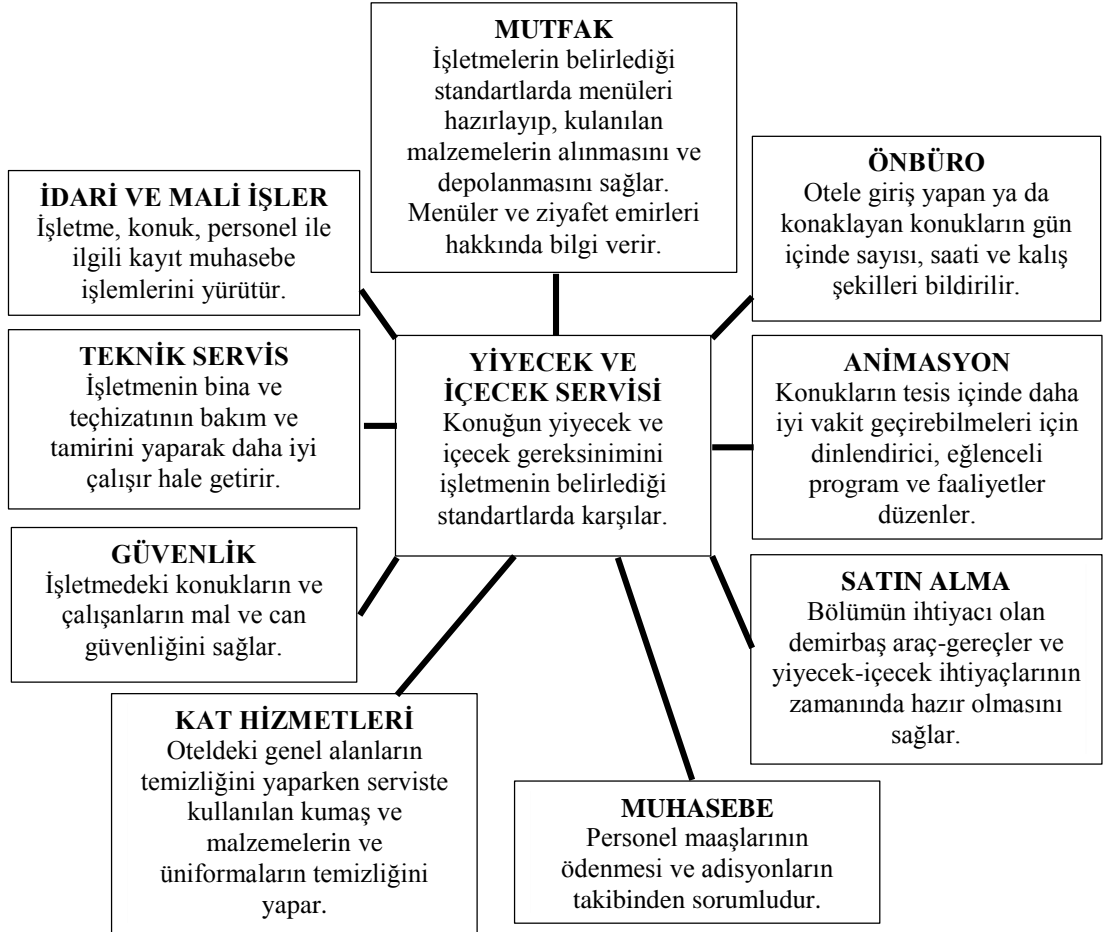 MUTFAK
İşletmelerin belirlediği
standartlarda menüleri
hazırlayıp, kulanılan
malzemelerin alınmasını ve
depolanmasını sağlar.
Menüler ve ziyafet emirleri
hakkında bilgi verir.
İDARİ VE MALİ İŞLER
İşletme, konuk, personel ile
ilgili kayıt muhasebe
işlemlerini yürütür.
ÖNBÜRO
Otele giriş yapan ya da
konaklayan konukların gün
içinde sayısı, saati ve kalış
şekilleri bildirilir.
TEKNİK SERVİS
İşletmenin bina ve
teçhizatının bakım ve
tamirini yaparak daha iyi
çalışır hale getirir.
YİYECEK VE
İÇECEK SERVİSİ
Konuğun yiyecek ve
içecek gereksinimini
işletmenin belirlediği
standartlarda karşılar.
ANİMASYON
Konukların tesis içinde daha
iyi vakit geçirebilmeleri için
dinlendirici, eğlenceli
program ve faaliyetler
düzenler.
GÜVENLİK
İşletmedeki konukların ve
çalışanların mal ve can
güvenliğini sağlar.
SATIN ALMA
Bölümün ihtiyacı olan
demirbaş araç-gereçler ve
yiyecek-içecek ihtiyaçlarının
zamanında hazır olmasını
sağlar.
KAT HİZMETLERİ
Oteldeki genel alanların
temizliğini yaparken serviste
kullanılan kumaş ve
malzemelerin ve
üniformaların temizliğini
yapar.
MUHASEBE
Personel maaşlarının
ödenmesi ve adisyonların
takibinden sorumludur.